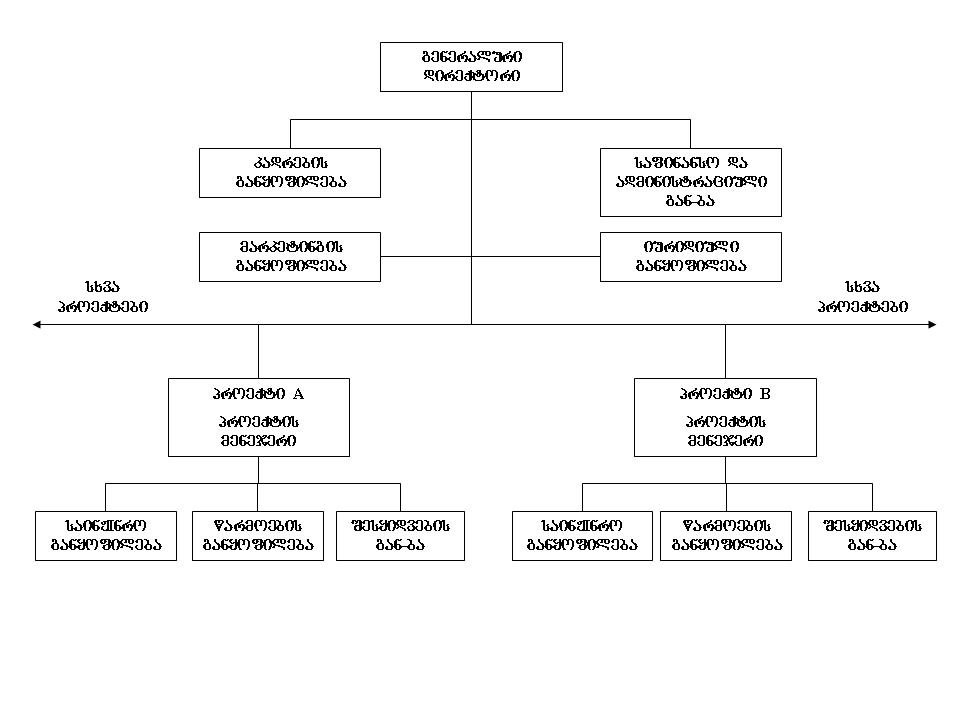 გენერალური
დირექტორი
კადრების
განყოფილება
საფინანსო და
ადმინისტრაციული
გან-ბა
მარკეტინგის
განყოფილება
იურიდიული
განყოფილება
სხვა
პროექტები
სხვა
პროექტები
პროექტი A
პროექტის
მენეჯერი
პროექტი B
პროექტის
მენეჯერი
საინჟინრო
განყოფილება
წარმოების
განყოფილება
შესყიდვების
გან-ბა
საინჟინრო
განყოფილება
წარმოების
განყოფილება
შესყიდვების
გან-ბა